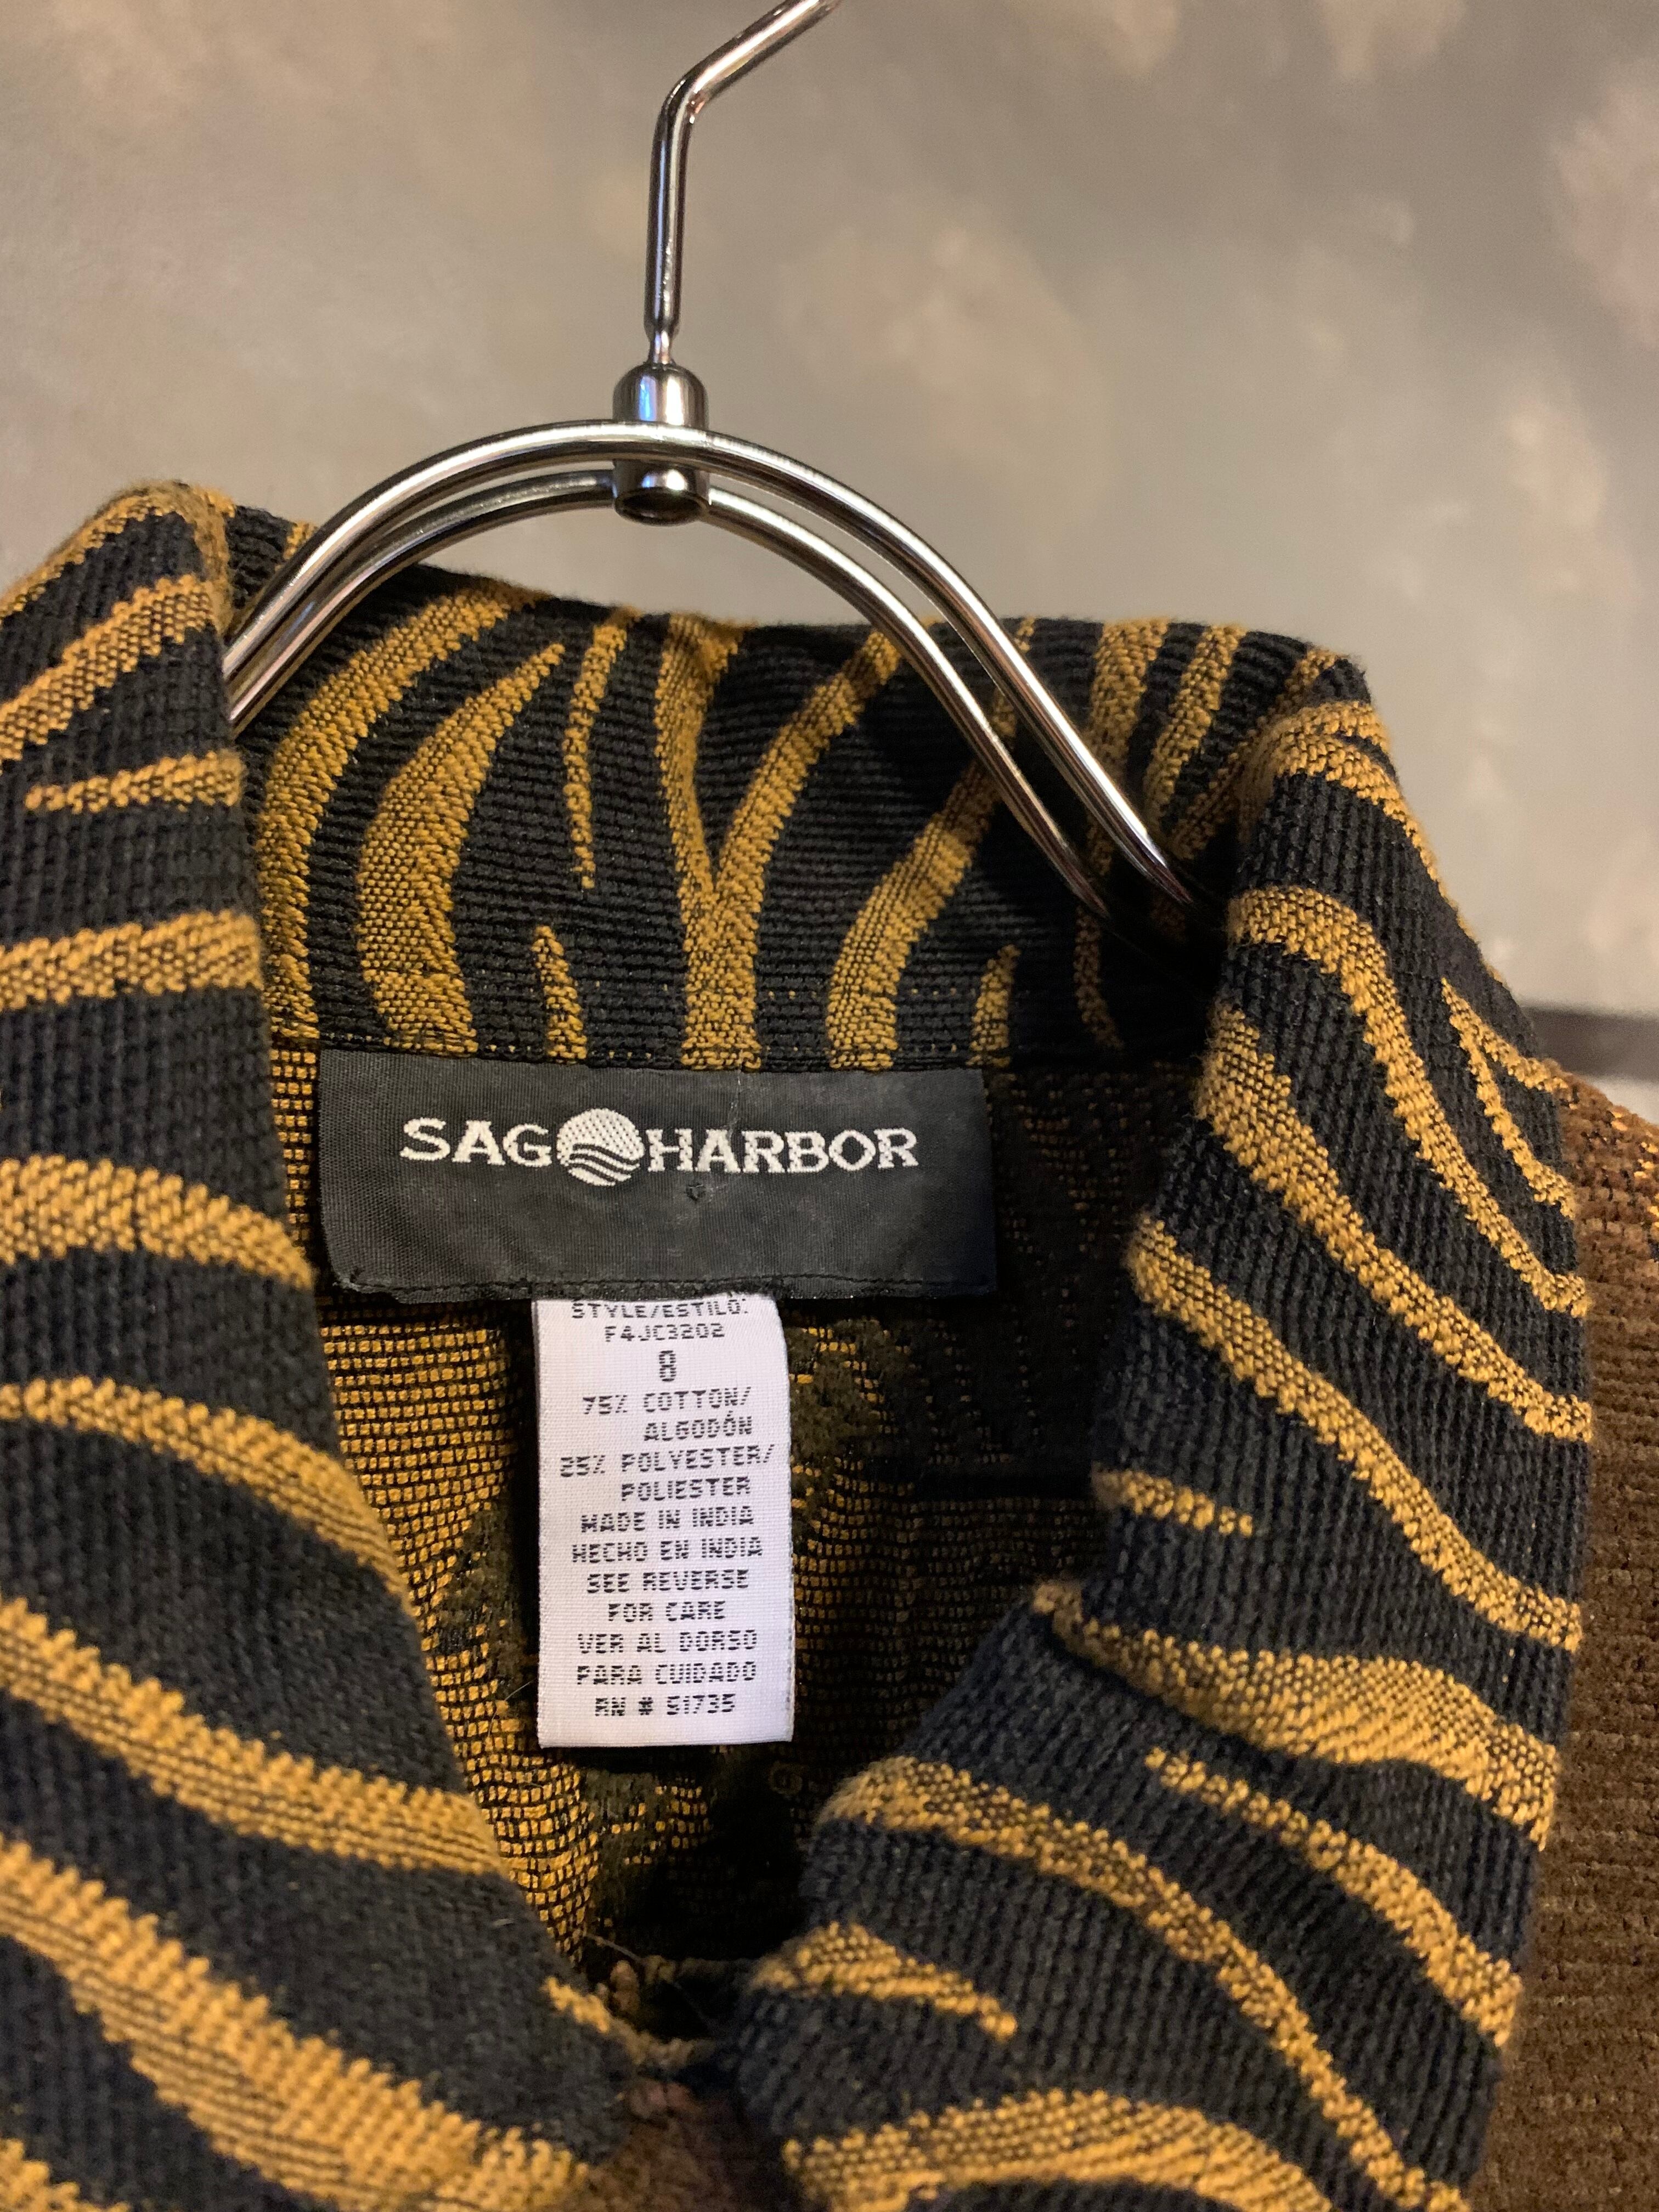 SAG HARBOR
STYLE/ESTILO:
F4JC3202
8
75% COTTON/
ALGODÓN
25% POLYESTER/
POLIESTER
MADE IN INDIA
HECHO EN INDIA
SEE REVERSE
FOR CARE
VER AL DORSO
PARA CUIDADO
RN # 51735